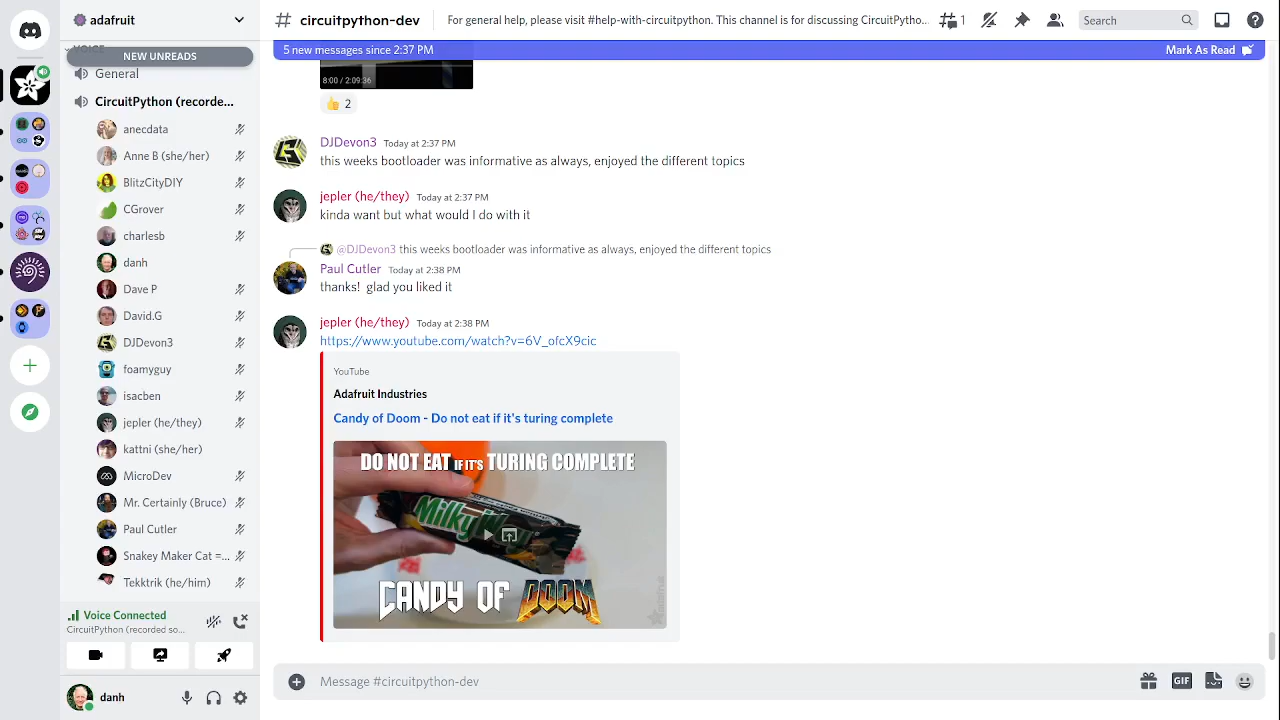 adafruit
# circuitpython-dev
For general help, please visit #help-with-circuitpython. This channel is for discussing CircuitPytho...
1
Search
5 new messages since 2:37 PM
Mark As Read
NEW UNREADS
General
CircuitPython (recorde...
anecdata
Anne B (she/her)
BlitzCityDIY
CGrover
charlesb
danh
Dave P
David.G
DJDevon3
foamyguy
isacben
jepler (he/they)
kattni (she/her)
MicroDev
Mr. Certainly (Bruce)
Paul Cutler
Snakey Maker Cat =...
Tekktrik (he/him)
Voice Connected
CircuitPython (recorded so...
danh
8:00 / 2:09:36
2
DJDevon3 Today at 2:37 PM
this weeks bootloader was informative as always, enjoyed the different topics
jepler (he/they) Today at 2:37 PM
kinda want but what would I do with it
@DJDevon3 this weeks bootloader was informative as always, enjoyed the different topics
Paul Cutler Today at 2:38 PM
thanks! glad you liked it
jepler (he/they) Today at 2:38 PM
https://www.youtube.com/watch?v=6V_ofcX9cic
YouTube
Adafruit Industries
Candy of Doom - Do not eat if it's turing complete
DO NOT EAT IF IT'S TURING COMPLETE
CANDY OF DOOM
Message #circuitpython-dev
GIF